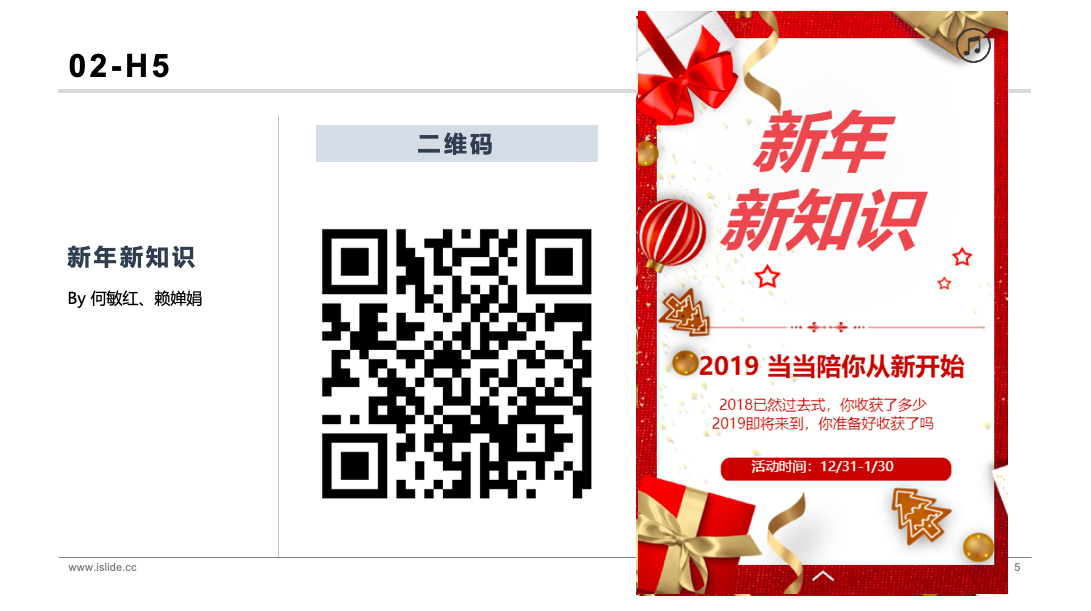 02-H5
新年新知识
By 何敏红、赖婵娟
二维码
新年
新知识
2019 当当陪你从新开始
2018已然过去式，你收获了多少
2019即将来到，你准备好收获了吗
活动时间：12/31-1/30
www.islide.cc
5